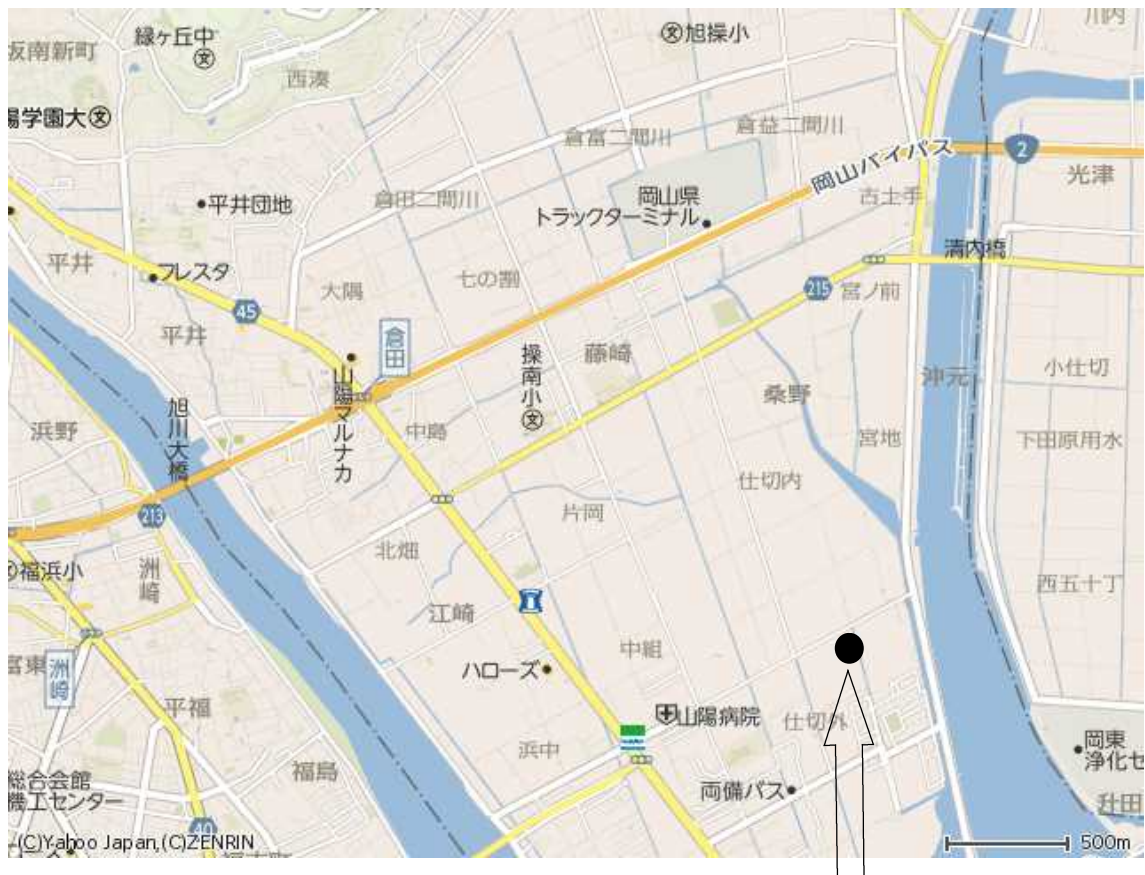 川内
緑ヶ丘中
旭操小
坂南新町
西湊
陽学園大
倉富二間川
倉益二間川
2
岡山バイパス
光津
平井団地
倉田二間川
岡山県
トラックターミナル
古土手
清内橋
平井
フレスタ
七の割
大隅
215
宮ノ前
45
平井
倉田
操南小
藤崎
小仕切
沖元
山陽マルナカ
桑野
旭川大橋
浜野
中島
宮地
下田原用水
仕切内
213
片岡
北畑
福浜小
洲崎
西五十丁
江崎
中組
宮東
洲崎
ハローズ
平福
山陽病院
仕切外
浜中
岡東
浄化セ
福島
総合会館
機工センター
両備バス
升田
40
(C)Yahoo Japan,(C)ZENRIN
500m